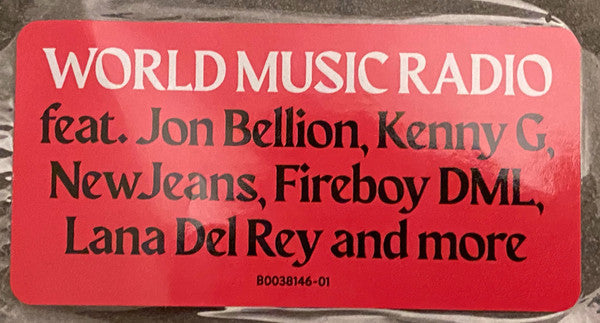 WORLD MUSIC RADIO
feat. Jon Bellion, Kenny G,
NewJeans, Fireboy DML,
Lana Del Rey and more
B0038146-01